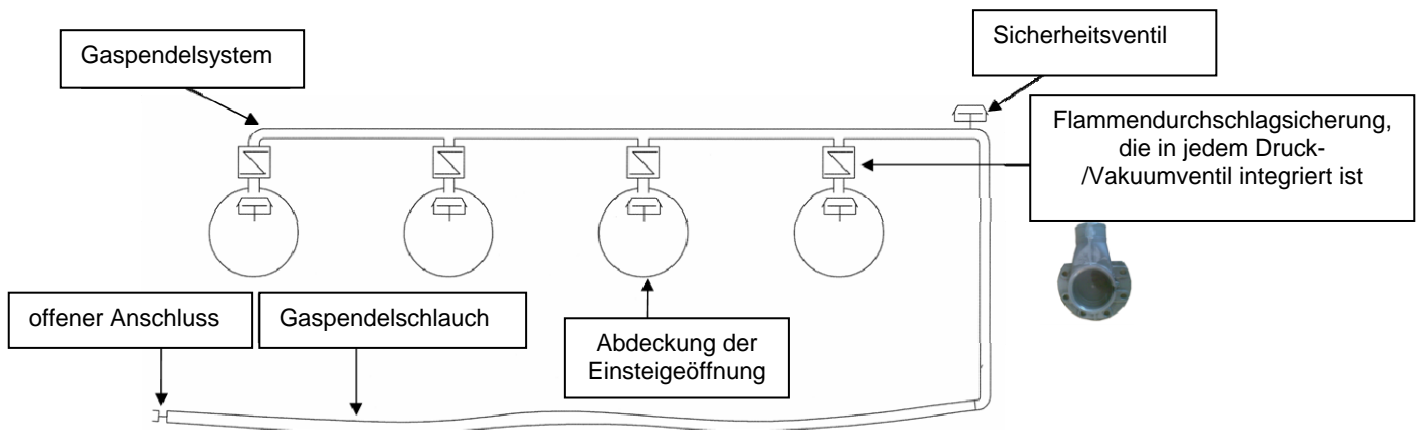 Gaspendelsystem
Sicherheitsventil
Flammendurchschlagsicherung,
die in jedem Druck-
/Vakuumventil integriert ist
offener Anschluss
Gaspendelschlauch
Abdeckung der
Einsteigeöffnung